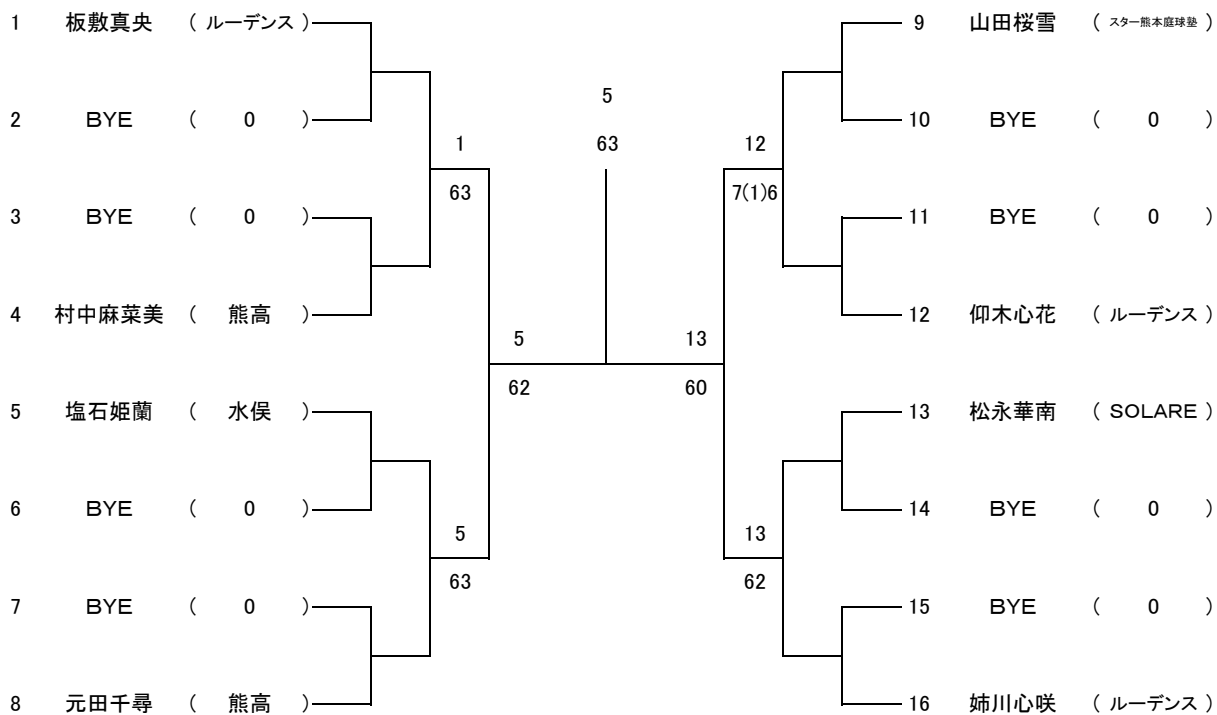 1 板敷真央 ( ルーデンス )
2 BYE ( 0 )
1
63
3 BYE ( 0 )
4 村中麻菜美 ( 熊高 )
5
62
5 塩石姫蘭 ( 水俣 )
6 BYE ( 0 )
5
63
7 BYE ( 0 )
8 元田千尋 ( 熊高 )
5
63
9 山田桜雪 ( スター熊本庭球塾 )
10 BYE ( 0 )
12
7(1)6
11 BYE ( 0 )
12 仰木心花 ( ルーデンス )
13
60
13 松永華南 ( SOLARE )
14 BYE ( 0 )
13
62
15 BYE ( 0 )
16 姉川心咲 ( ルーデンス )